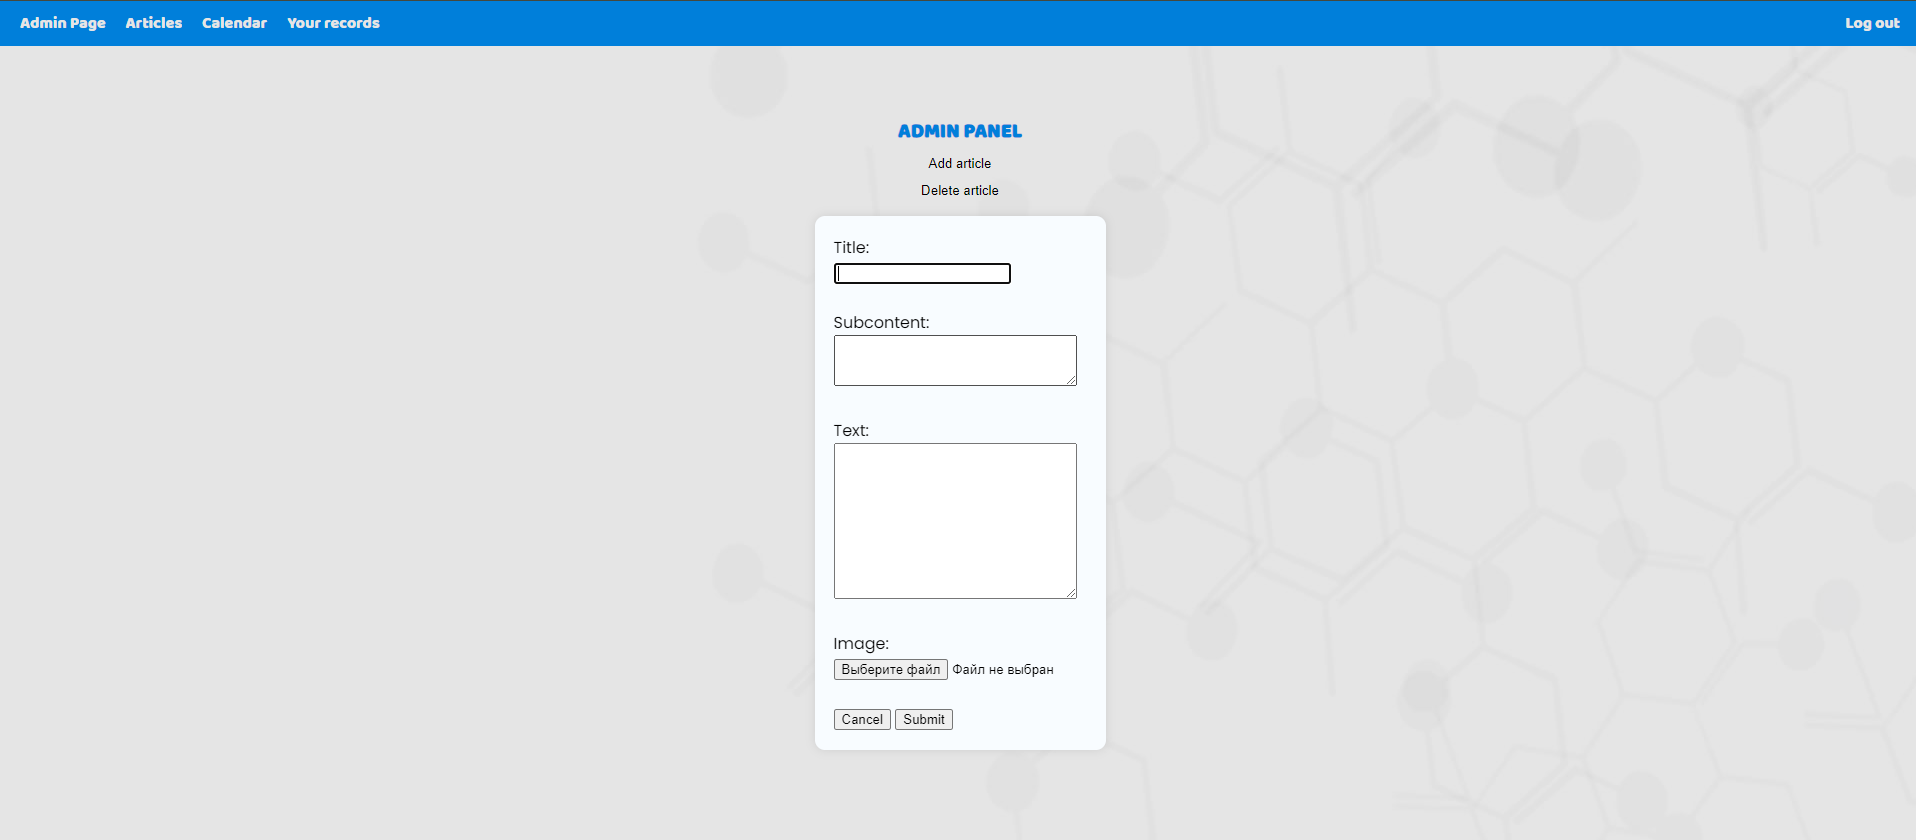 Admin Page Articles Calendar Your records Log out
ADMIN PANEL
Add article
Delete article
Title:
Subcontent:
Text:
Image:
Выберите файл Файл не выбран
Cancel Submit